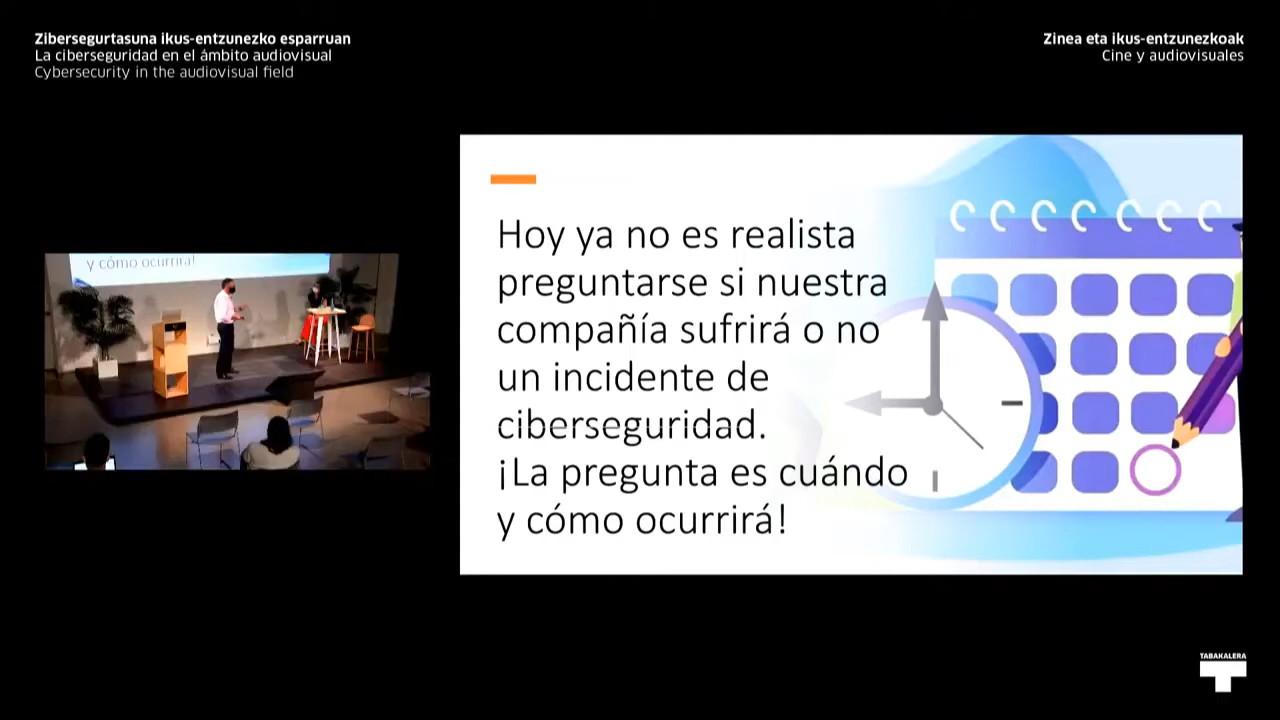 Zibersegurtasuna ikus-entzunezko esparruan
La ciberseguridad en el ámbito audiovisual
Cybersecurity in the audiovisual field
Zinea eta ikus-entzunezkoak
Cine y audiovisuales
Hoy ya no es realista
preguntarse si nuestra
compañía sufrirá o no
un incidente de
ciberseguridad.
¡La pregunta es cuándo
y cómo ocurrirá!
y cómo ocurrirá!
TABAKALERA